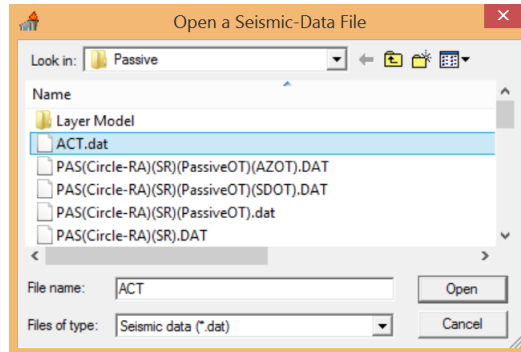 Open a Seismic-Data File
Look in: Passive
Name
Layer Model
ACT.dat
PAS(Circle-RA)(SR)(PassiveOT)(AZOT).DAT
PAS(Circle-RA)(SR)(PassiveOT)(SDOT).DAT
PAS(Circle-RA)(SR)(PassiveOT).dat
PAS(Circle-RA)(SR).DAT
File name: ACT Open
Files of type: Seismic data (*.dat) Cancel